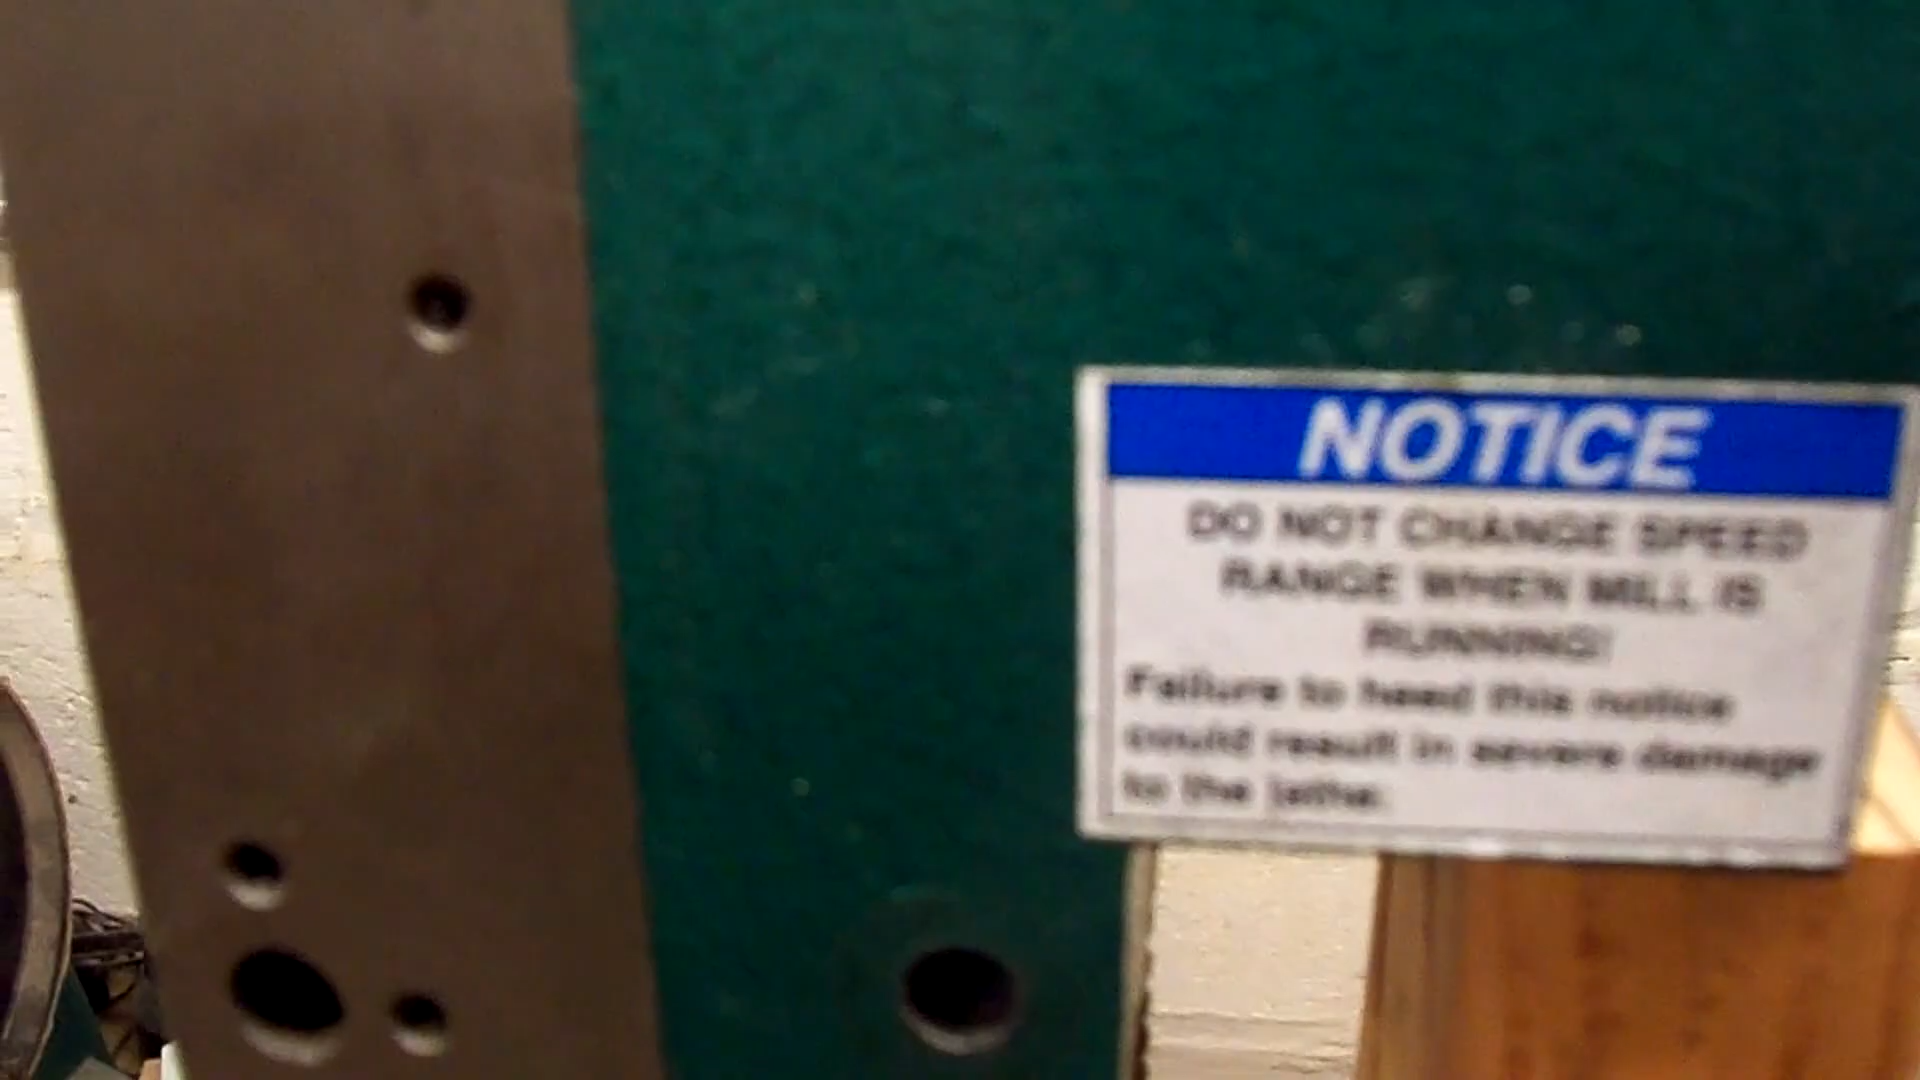 NOTICE
DO NOT CHANGE SPEED
RANGE WHEN MILL IS
RUNNING!
Failure to heed this notice
could result in severe damage
to the lathe.